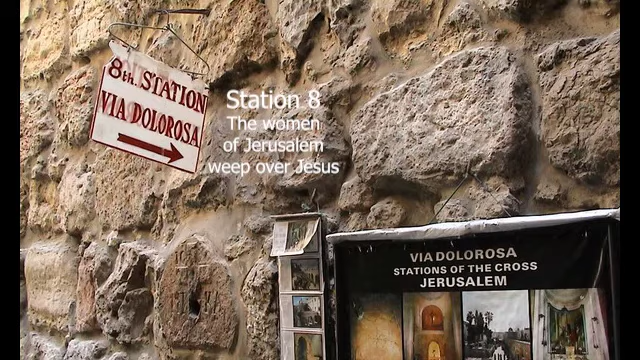 8th. STATION
VIA DOLOROSA
Station 8
The women
of Jerusalem
weep over Jesus
VIA DOLOROSA
STATIONS OF THE CROSS
JERUSALEM